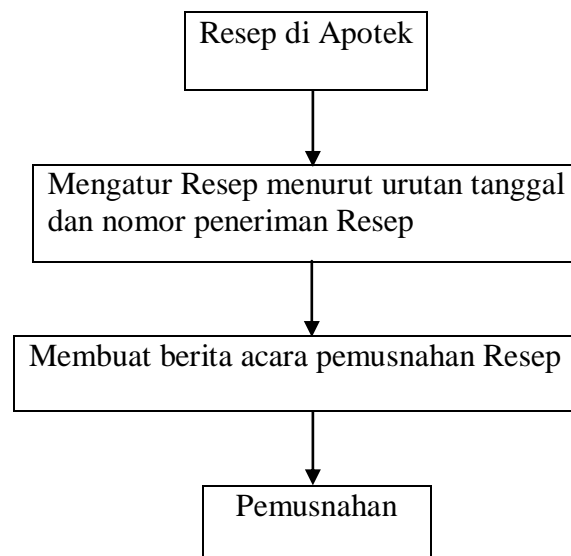 Resep di Apotek
Mengatur Resep menurut urutan tanggal
dan nomor peneriman Resep
Membuat berita acara pemusnahan Resep
Pemusnahan